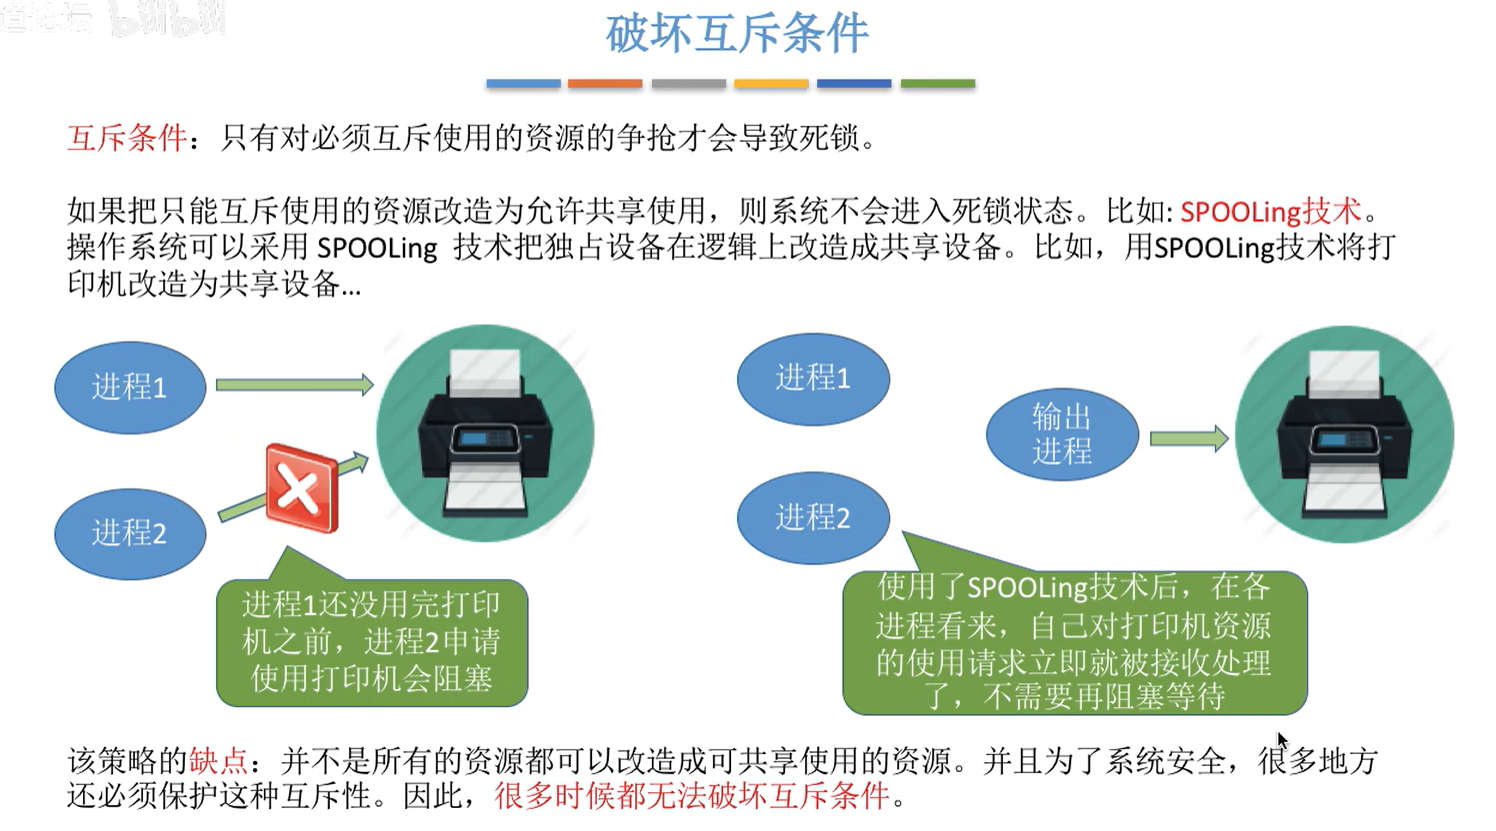 道论坛 bilibili
破坏互斥条件
互斥条件：只有对必须互斥使用的资源的争抢才会导致死锁。
如果把只能互斥使用的资源改造为允许共享使用，则系统不会进入死锁状态。比如: SPOOLing技术。
操作系统可以采用 SPOOLing 技术把独占设备在逻辑上改造成共享设备。比如，用SPOOLing技术将打
印机改造为共享设备...
进程1
进程2
进程1还没用完打印
机之前，进程2申请
使用打印机会阻塞
进程1
进程2
输出
进程
使用了SPOOLing技术后，在各
进程看来，自己对打印机资源
的使用请求立即就被接收处理
了，不需要再阻塞等待
该策略的缺点：并不是所有的资源都可以改造成可共享使用的资源。并且为了系统安全，很多地方
还必须保护这种互斥性。因此，很多时候都无法破坏互斥条件。